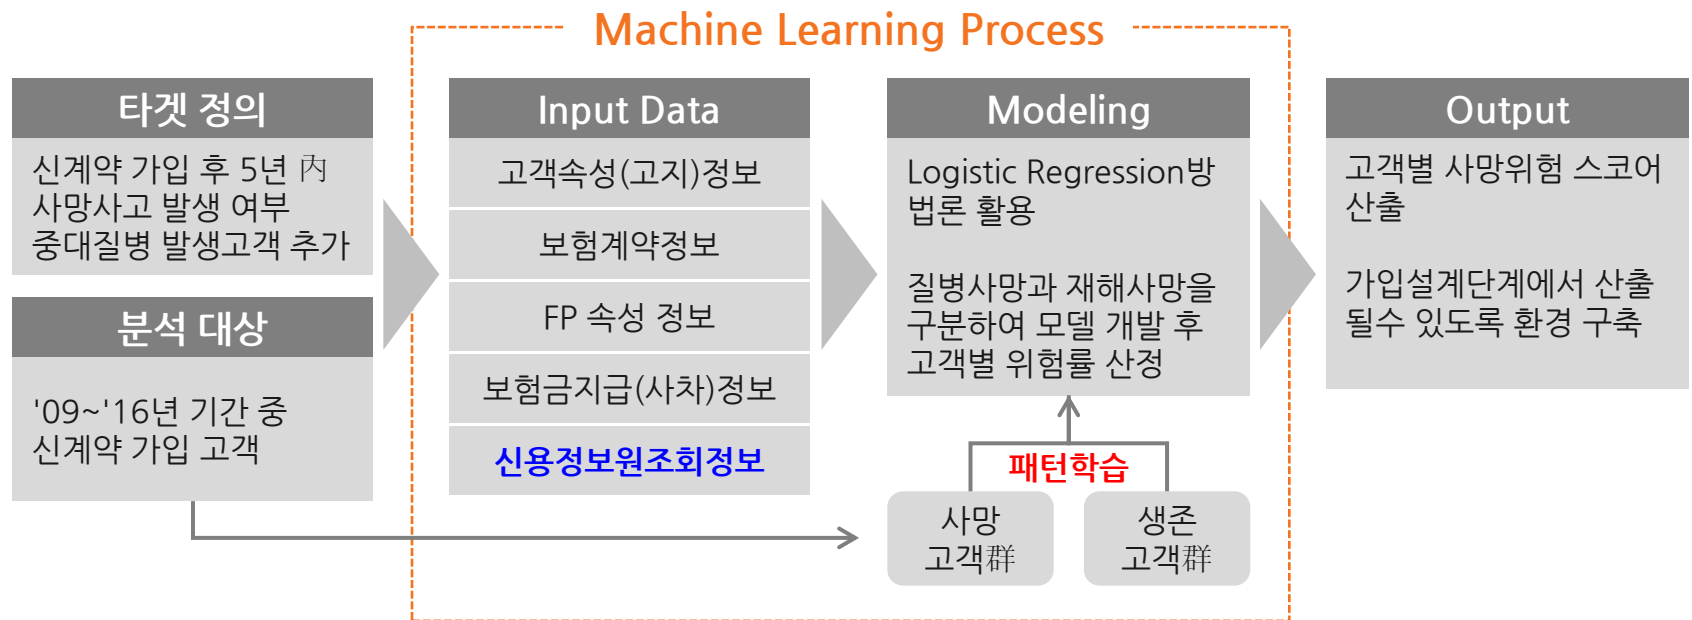 Machine Learning Process
타겟 정의
신계약 가입 후 5년 內
사망사고 발생 여부
중대질병 발생고객 추가
분석 대상
'09~'16년 기간 중
신계약 가입 고객
Input Data
고객속성(고지)정보
보험계약정보
FP 속성 정보
보험금지급(사차)정보
신용정보원조회정보
Modeling
Logistic Regression방
법론 활용
질병사망과 재해사망을
구분하여 모델 개발 후
고객별 위험률 산정
패턴학습
사망
고객群
생존
고객群
Output
고객별 사망위험 스코어
산출
가입설계단계에서 산출
될수 있도록 환경 구축